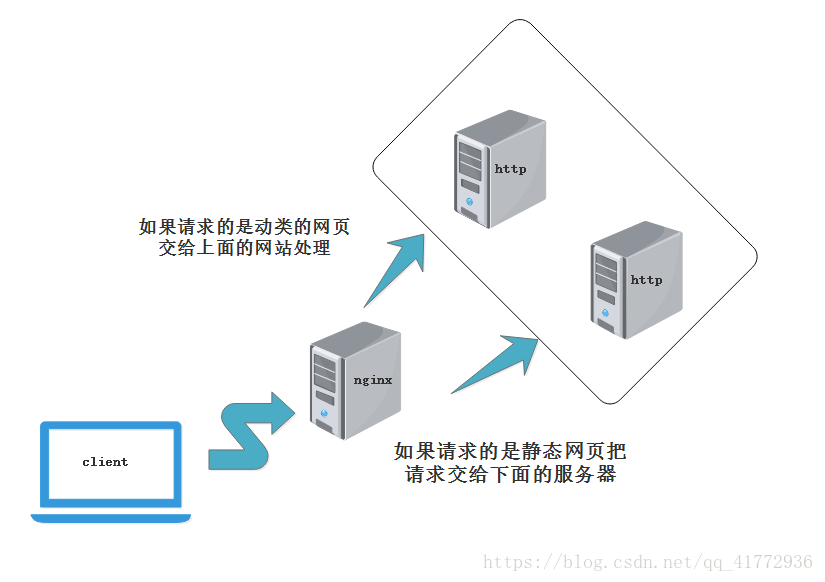 http
如果请求的是动类的网页
交给上面的网站处理
http
nginx
client
如果请求的是静态网页把
请求交给下面的服务器
https://blog.csdn.net/qq_41772936